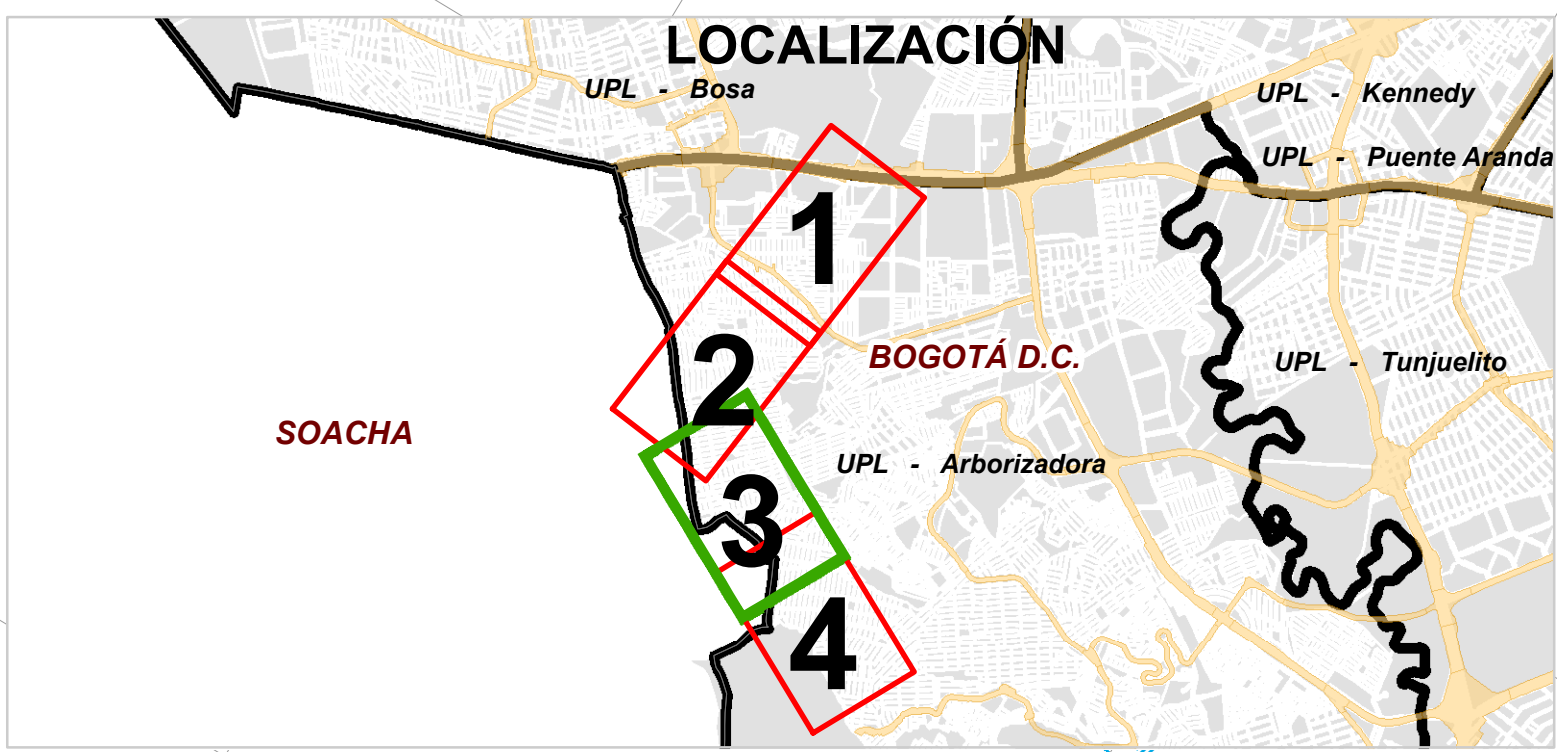 LOCALIZACIÓN
UPL - Bosa
UPL - Kennedy
UPL - Puente Aranda
1
2
BOGOTÁ D.C.
UPL - Tunjuelito
SOACHA
UPL - Arborizadora
3
4